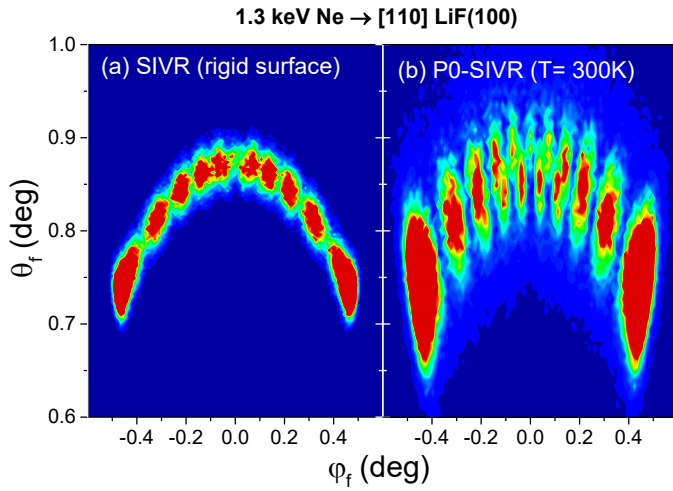 1.3 keV Ne → [110] LiF(100)
(a) SIVR (rigid surface)
(b) P0-SIVR (T= 300K)
1.0
0.9
0.8
0.7
0.6
θf (deg)
-0.4 -0.2 0.0 0.2 0.4 -0.4 -0.2 0.0 0.2 0.4
φf (deg)